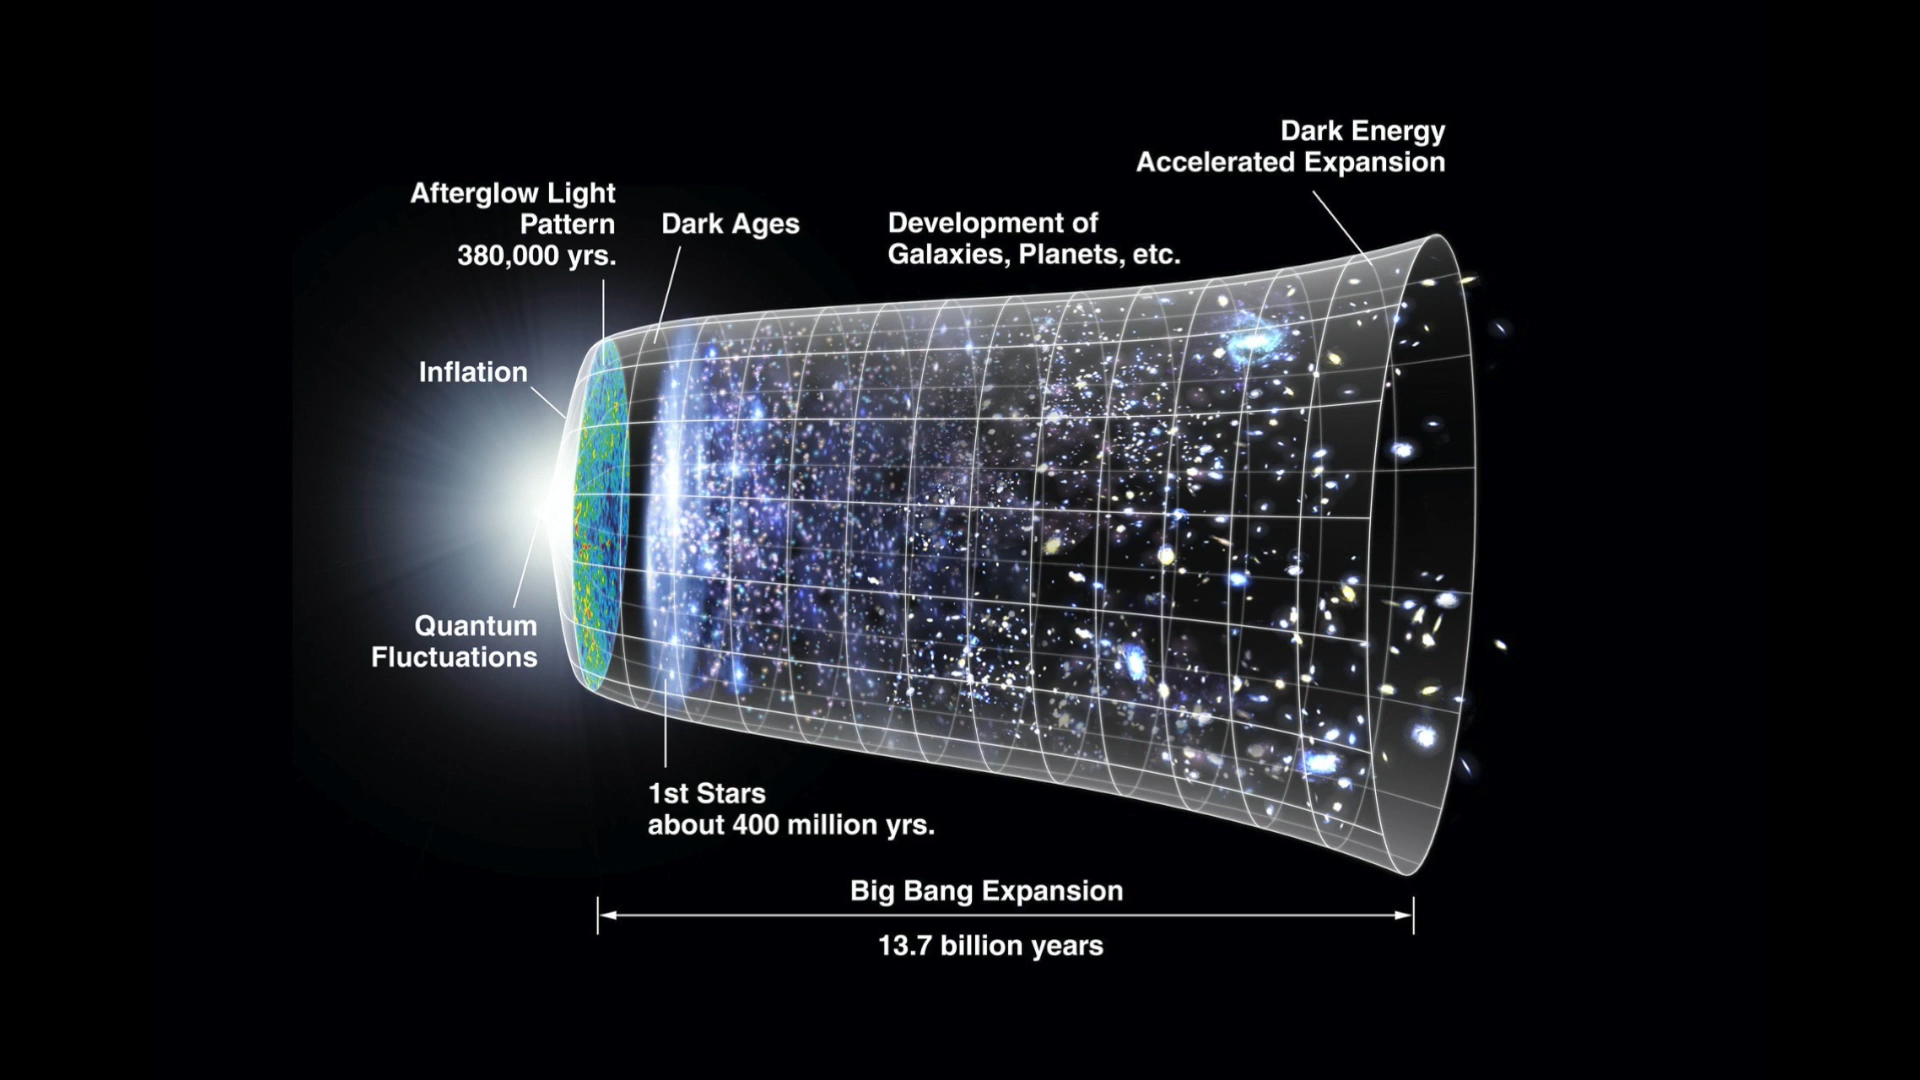 Dark Energy
Accelerated Expansion
Afterglow Light
Pattern
380,000 yrs.
Dark Ages
Development of
Galaxies, Planets, etc.
Inflation
Quantum
Fluctuations
1st Stars
about 400 million yrs.
Big Bang Expansion
13.7 billion years